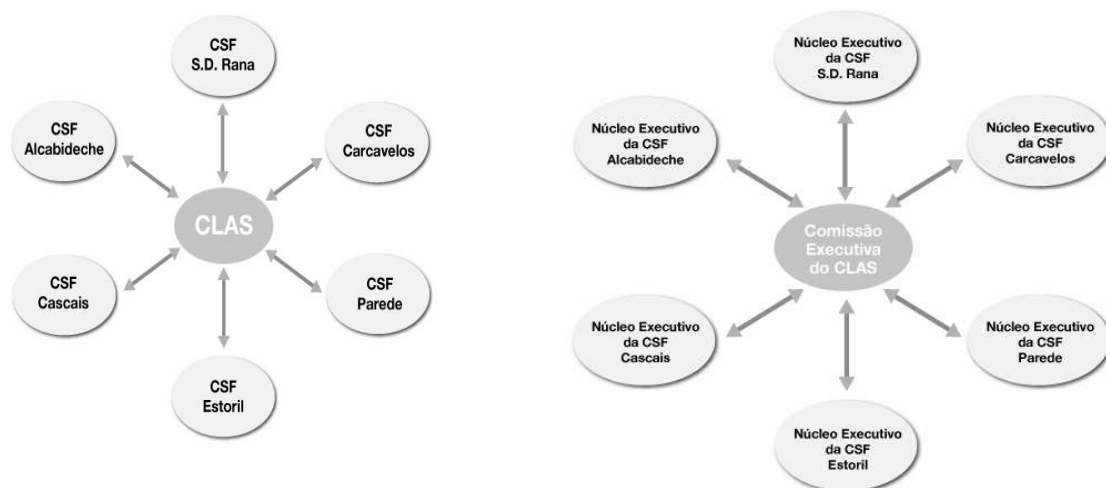 CSF
S.D. Rana
CSF
Alcabideche
CSF
Carcavelos
CLAS
CSF
Cascais
CSF
Parede
CSF
Estoril
Núcleo Executivo
da CSF
S.D. Rana
Núcleo Executivo
da CSF
Alcabideche
Núcleo Executivo
da CSF
Carcavelos
Comissão
Executiva
do CLAS
Núcleo Executivo
da CSF
Cascais
Núcleo Executivo
da CSF
Parede
Núcleo Executivo
da CSF
Estoril